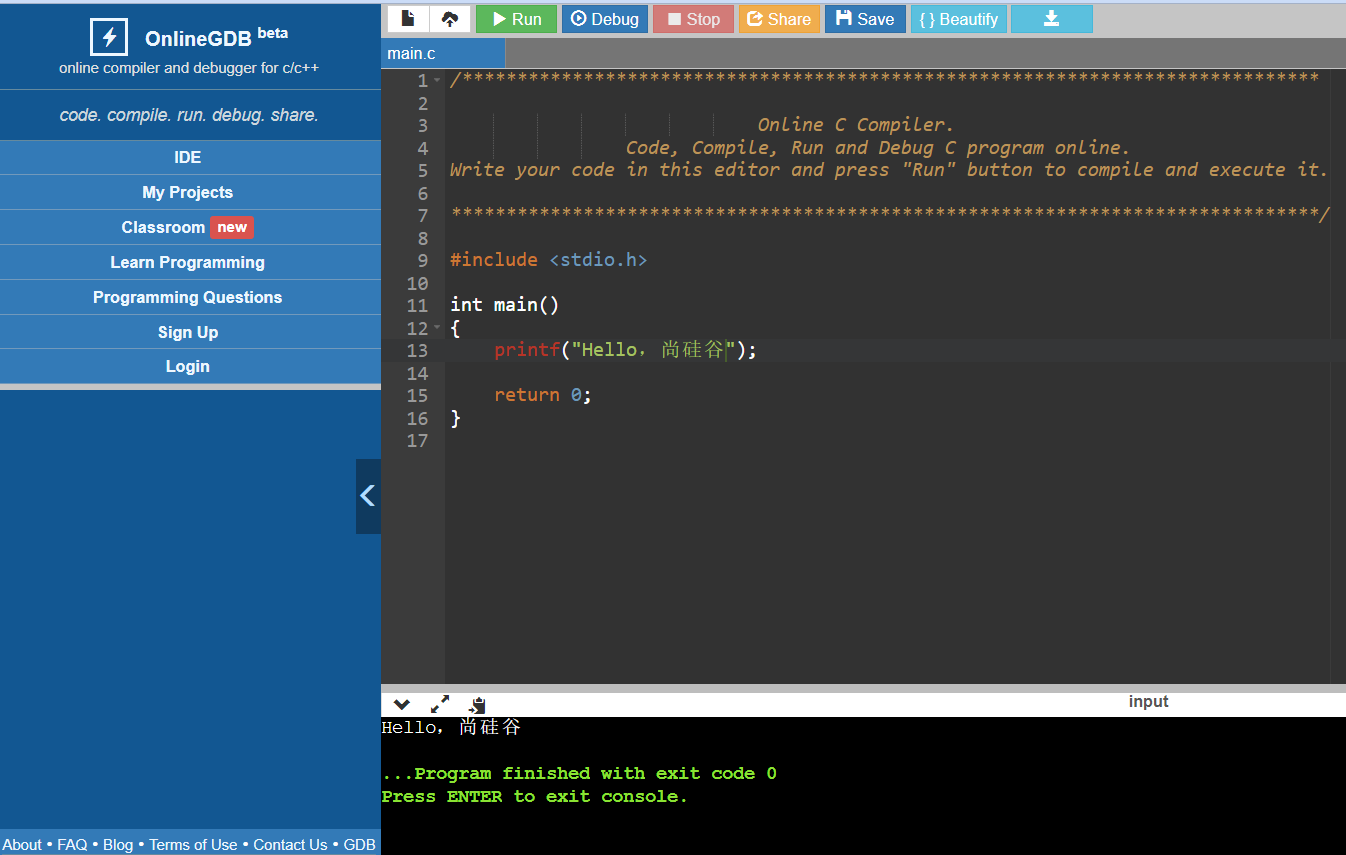 OnlineGDB beta
online compiler and debugger for c/c++
code. compile. run. debug. share.
IDE
My Projects
Classroom new
Learn Programming
Programming Questions
Sign Up
Login
About • FAQ • Blog • Terms of Use • Contact Us • GDB
Run Debug Stop Share Save { } Beautify
main.c
1 /******************************************************************************
2
3 Online C Compiler.
4 Code, Compile, Run and Debug C program online.
5 Write your code in this editor and press "Run" button to compile and execute it.
6
7 *******************************************************************************/
8
9 #include <stdio.h>
10
11 int main()
12 {
13 printf("Hello，尚硅谷");
14
15 return 0;
16 }
17
input
Hello，尚硅谷
...Program finished with exit code 0
Press ENTER to exit console.